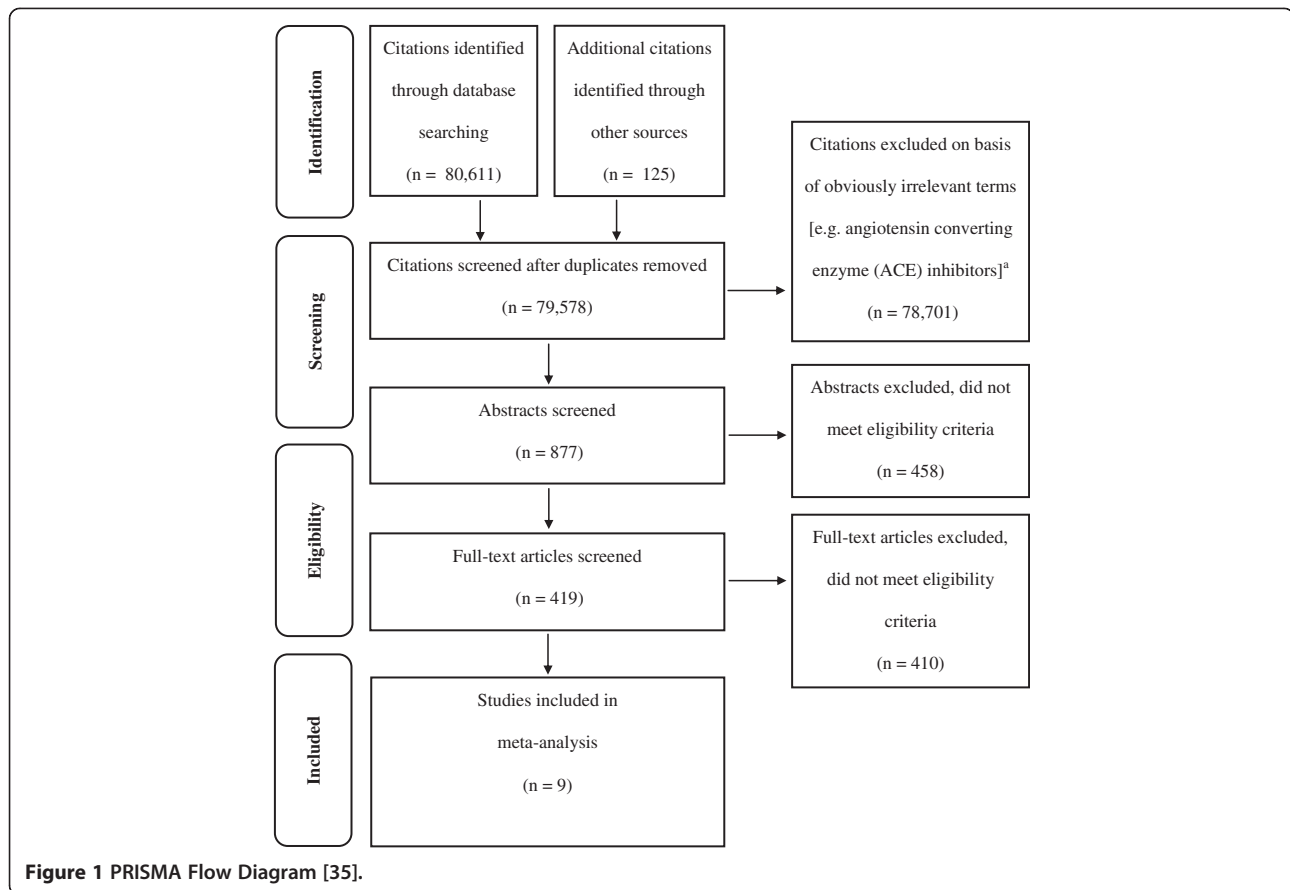 Identification
Citations identified
through database
searching
(n = 80,611)
Additional citations
identified through
other sources
(n = 125)
Citations excluded on basis
of obviously irrelevant terms
[e.g. angiotensin converting
enzyme (ACE) inhibitors]a
(n = 78,701)
Screening
Citations screened after duplicates removed
(n = 79,578)
Abstracts screened
(n = 877)
Abstracts excluded, did not
meet eligibility criteria
(n = 458)
Eligibility
Full-text articles screened
(n = 419)
Full-text articles excluded,
did not meet eligibility
criteria
(n = 410)
Included
Studies included in
meta-analysis
(n = 9)
Figure 1 PRISMA Flow Diagram [35].